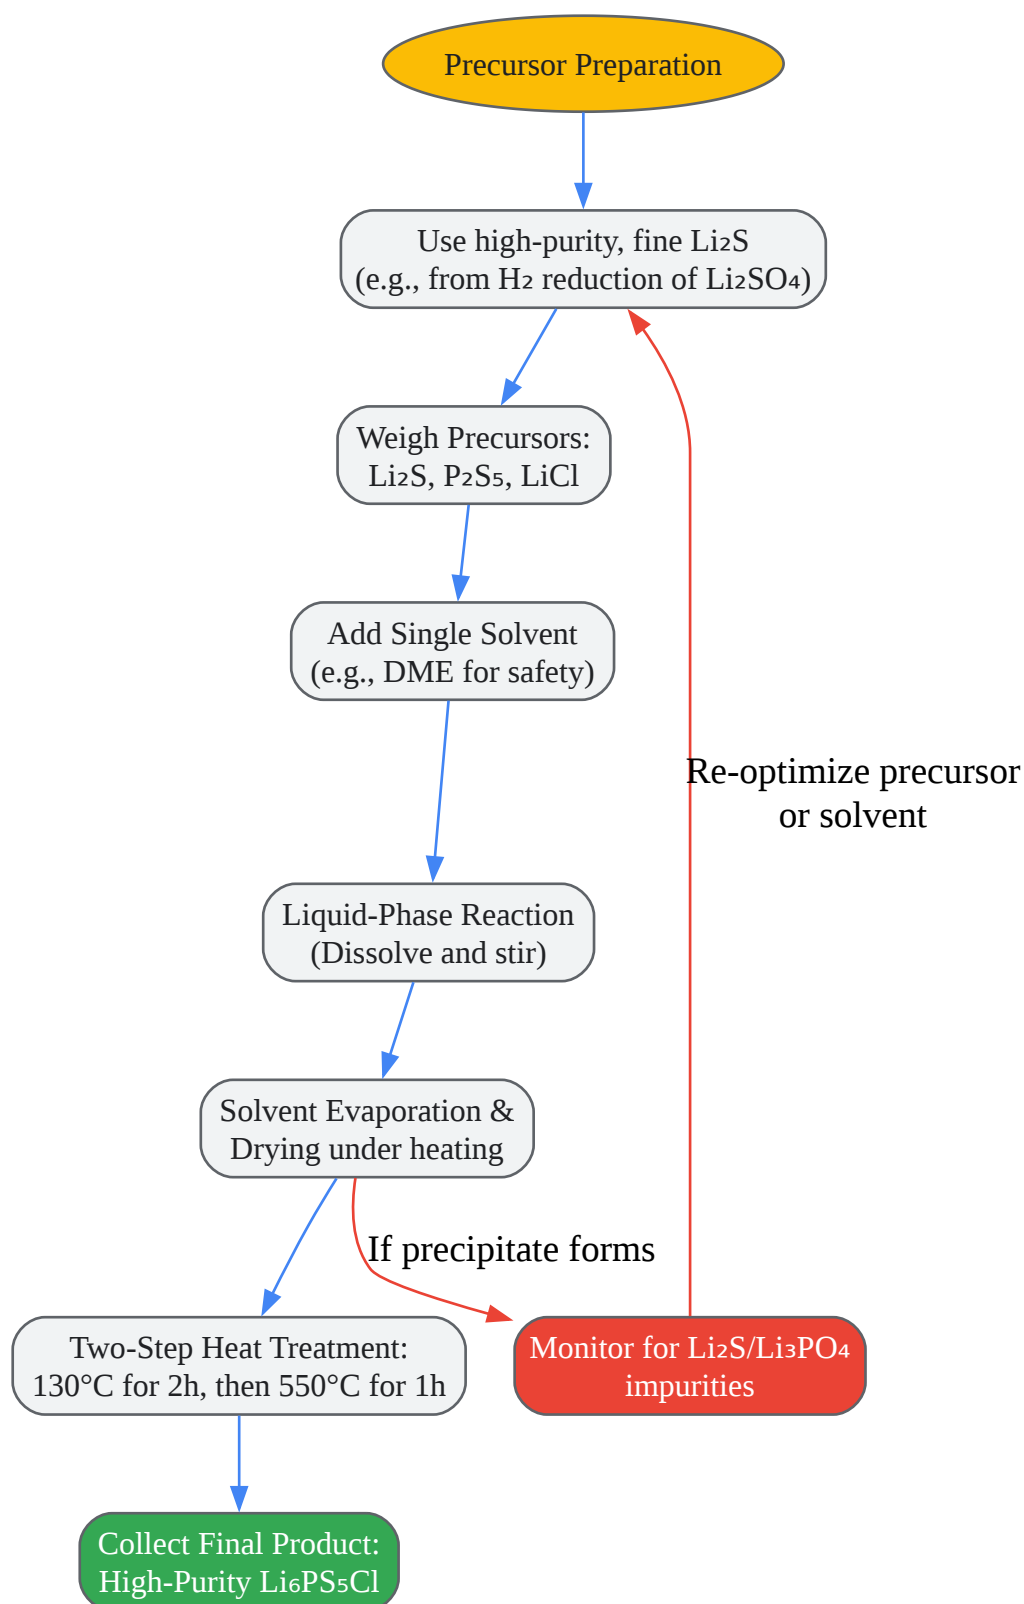 Precursor Preparation
Use high-purity, fine Li₂S
(e.g., from H₂ reduction of Li₂SO₄)
Weigh Precursors:
Li₂S, P₂S₅, LiCl
Add Single Solvent
(e.g., DME for safety)
Re-optimize precursor
or solvent
Liquid-Phase Reaction
(Dissolve and stir)
Solvent Evaporation &
Drying under heating
If precipitate forms
Two-Step Heat Treatment:
130°C for 2h, then 550°C for 1h
Monitor for Li₂S/Li₃PO₄
impurities
Collect Final Product:
High-Purity Li₆PS₅Cl